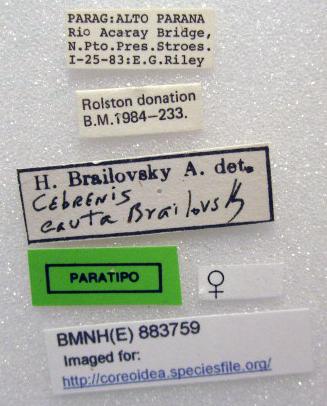 PARAG:ALTO PARANA
Rio Acaray Bridge,
N.Pto.Pres.Stroes.
I-25-83:E.G.Riley
Rolston donation
B.M.1984—233.
H. Brailovsky A. det.
CEBRENIS
cauta Brailovsky
PARATIPO
♀
BMNH(E) 883759
Imaged for:
http://coreoidea.speciesfile.org/